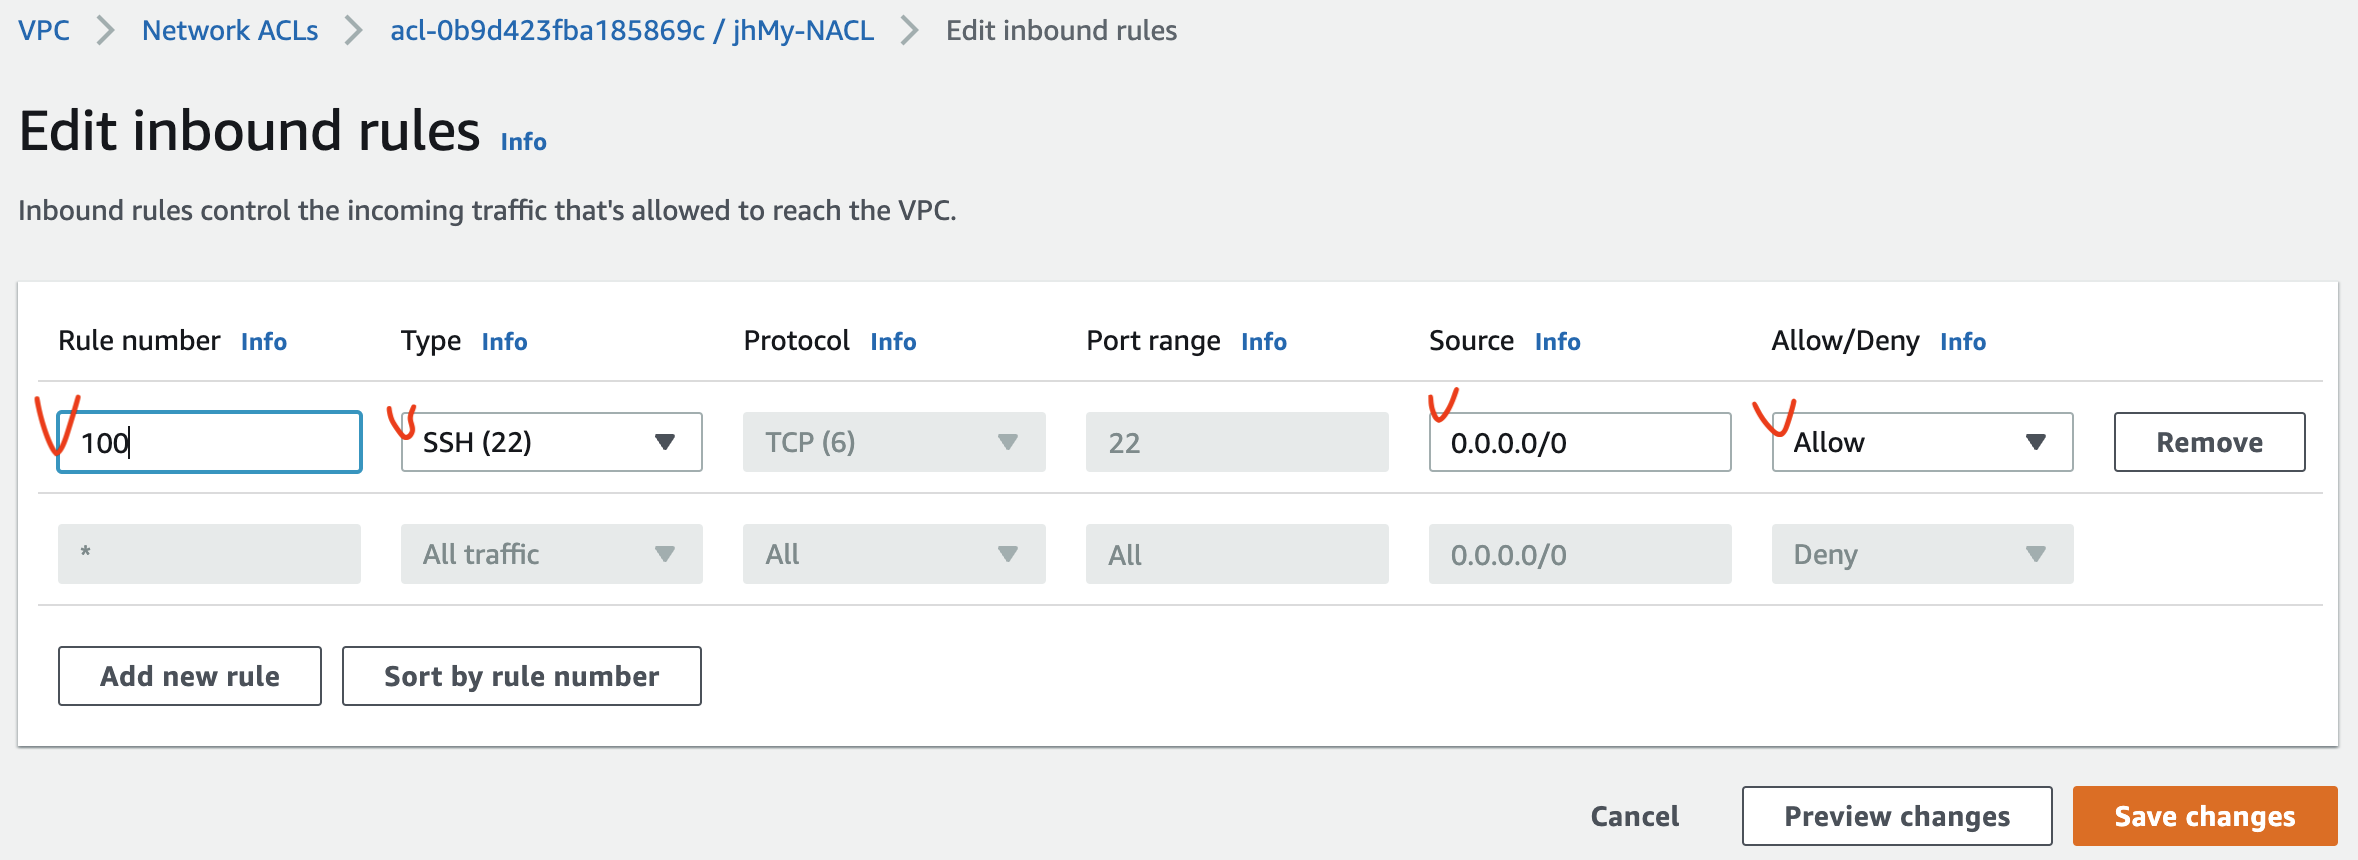 VPC > Network ACLs > acl-0b9d423fba185869c / jhMy-NACL > Edit inbound rules
Edit inbound rules Info
Inbound rules control the incoming traffic that's allowed to reach the VPC.
Rule number Info Type Info Protocol Info Port range Info Source Info Allow/Deny Info
100 SSH (22) TCP (6) 22 0.0.0.0/0 Allow Remove
* All traffic All All 0.0.0.0/0 Deny
Add new rule Sort by rule number
Cancel Preview changes Save changes